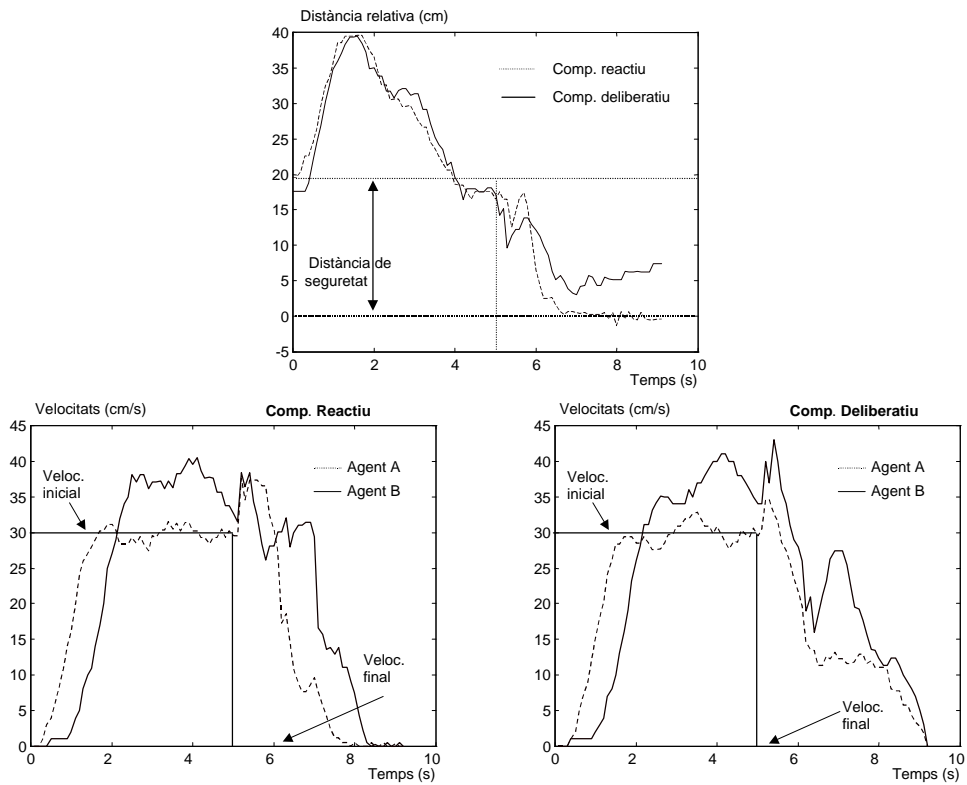 Distància relativa (cm)
40
35
30
25
20
15
10
5
0
-5
Comp. reactiu
Comp. deliberatiu
Distància de
seguretat
0 2 4 6 8 10
Temps (s)
Velocitats (cm/s) Comp. Reactiu
45
40
35
30
25
20
15
10
5
0
Veloc.
inicial
Agent A
Agent B
Veloc.
final
0 2 4 6 8 10
Temps (s)
Velocitats (cm/s) Comp. Deliberatiu
45
40
35
30
25
20
15
10
5
0
Veloc.
inicial
Agent A
Agent B
Veloc.
final
0 2 4 6 8 10
Temps (s)